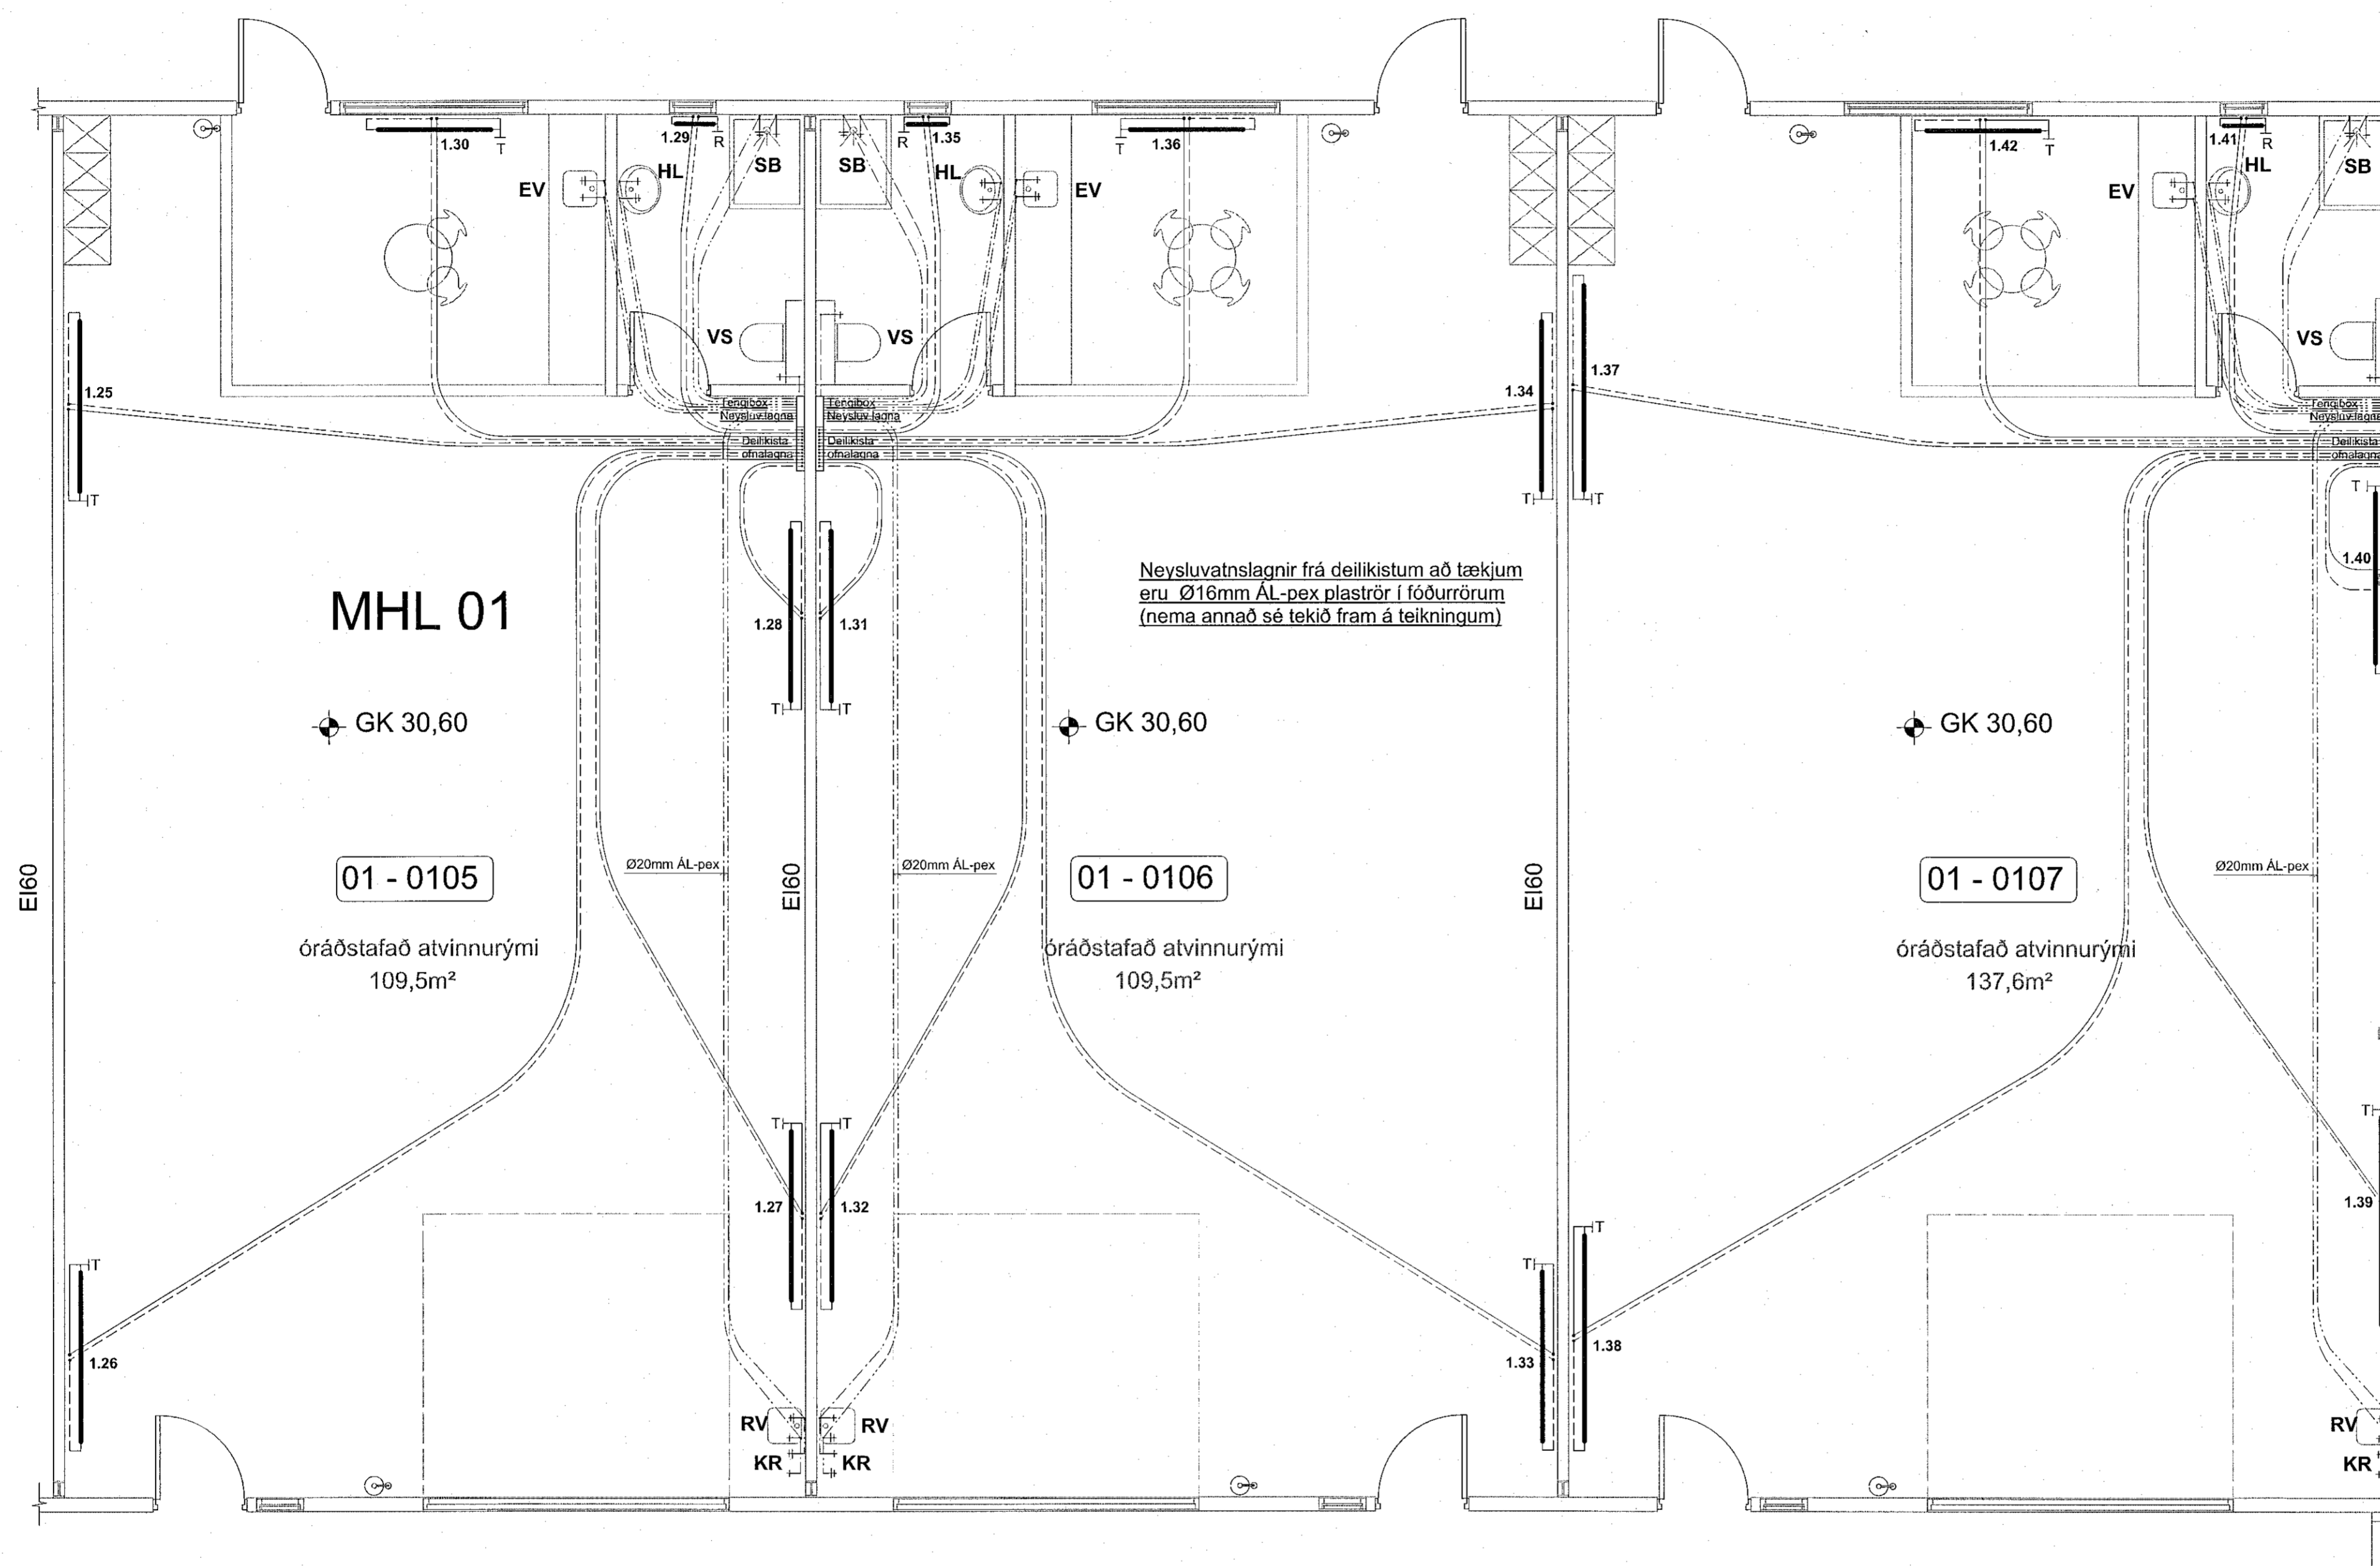 1.30
T
1.29
R
SB
SB
R
1.35
T
1.36
1.42
T
1.41
R
HL
SB
EV
HL
HL
EV
EV
VS
VS
VS
1.25
T
1.34
T
1.37
T
Tengibox
Neysluv.lagna
Tengibox
Neysluv.lagna
Tengibox
Neysluv.lagna
Deilikista
ofnalagna
Deilikista
ofnalagna
Deilikista
ofnalagna
T
1.40
Neysluvatnslagnir frá deilikistum að tækjum
eru Ø16mm ÁL-pex plaströr í fóðurrörum
(nema annað sé tekið fram á teikningum)
MHL 01
1.28
T
1.31
T
GK 30,60
GK 30,60
GK 30,60
EI60
01 - 0105
Ø20mm ÁL-pex
EI60
Ø20mm ÁL-pex
01 - 0106
EI60
01 - 0107
Ø20mm ÁL-pex
óráðstafað atvinnurými
109,5m²
óráðstafað atvinnurými
109,5m²
óráðstafað atvinnurými
137,6m²
T
1.27
T
1.32
T
1.39
T
1.26
T
1.33
T
1.38
RV
KR
RV
KR
RV
KR